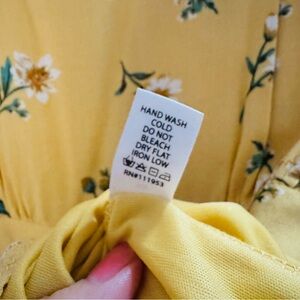 HAND WASH
COLD
DO NOT
BLEACH
DRY FLAT
IRON LOW
RN#111953